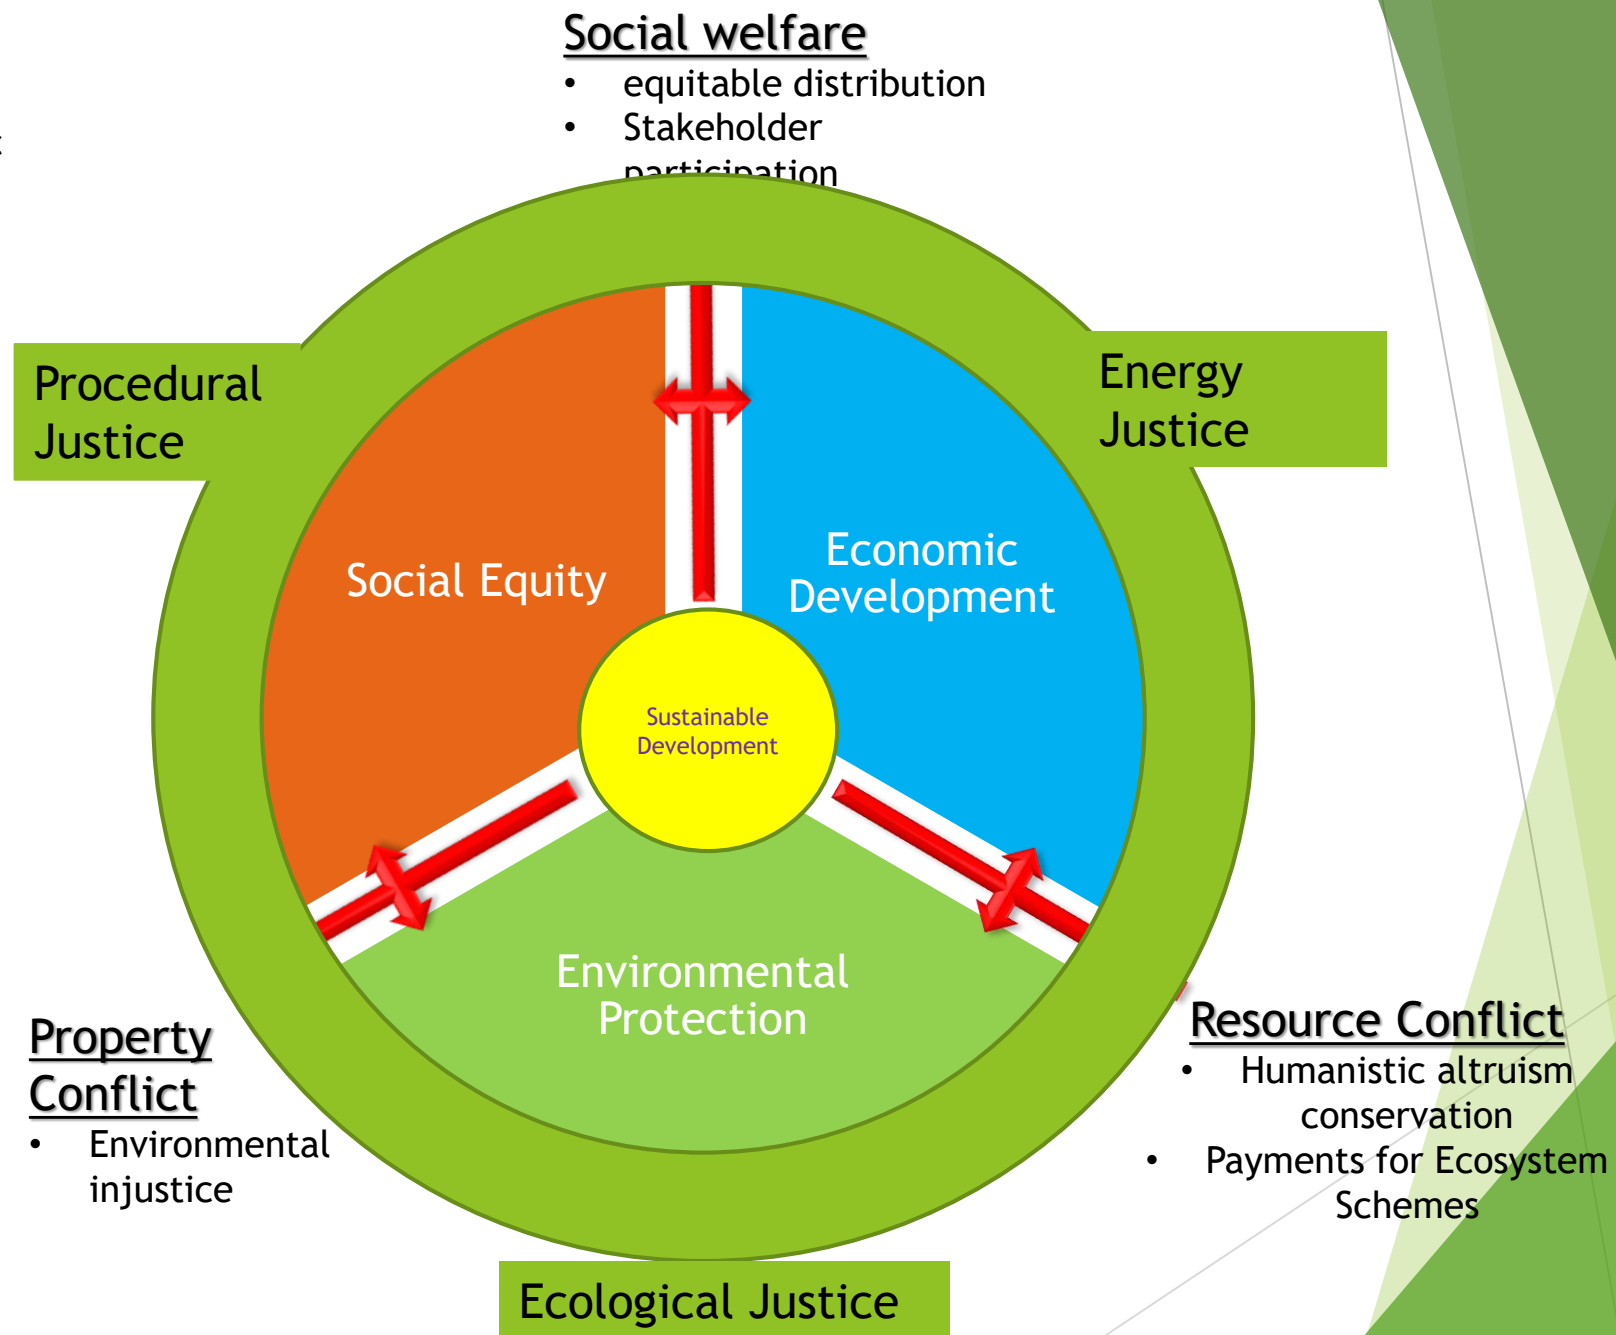 Social welfare
• equitable distribution
• Stakeholder
participation
Procedural
Justice
Energy
Justice
Social Equity
Economic
Development
Sustainable
Development
Environmental
Protection
Property
Conflict
• Environmental
injustice
Resource Conflict
• Humanistic altruism
conservation
• Payments for Ecosystem
Schemes
Ecological Justice